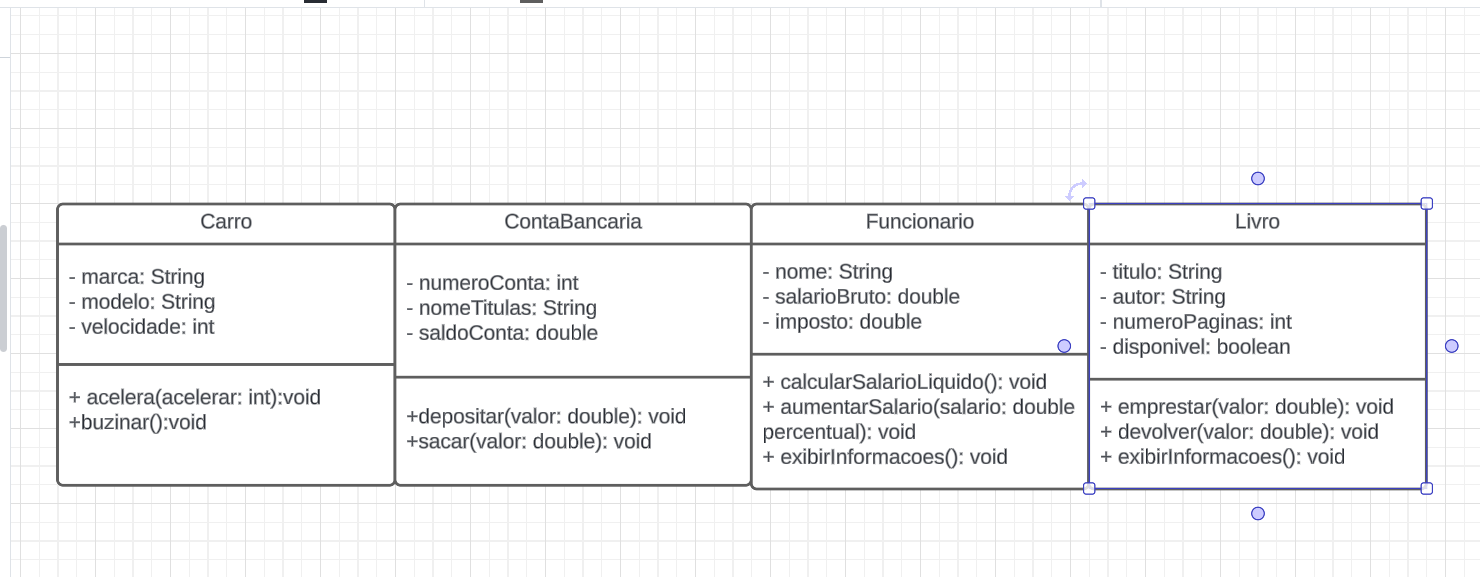 Carro
- marca: String
- modelo: String
- velocidade: int
+ acelera(acelerar: int):void
+buzinar():void
ContaBancaria
- numeroConta: int
- nomeTitulas: String
- saldoConta: double
+depositar(valor: double): void
+sacar(valor: double): void
Funcionario
- nome: String
- salarioBruto: double
- imposto: double
+ calcularSalarioLiquido(): void
+ aumentarSalario(salario: double
percentual): void
+ exibirInformacoes(): void
Livro
- titulo: String
- autor: String
- numeroPaginas: int
- disponivel: boolean
+ emprestar(valor: double): void
+ devolver(valor: double): void
+ exibirInformacoes(): void